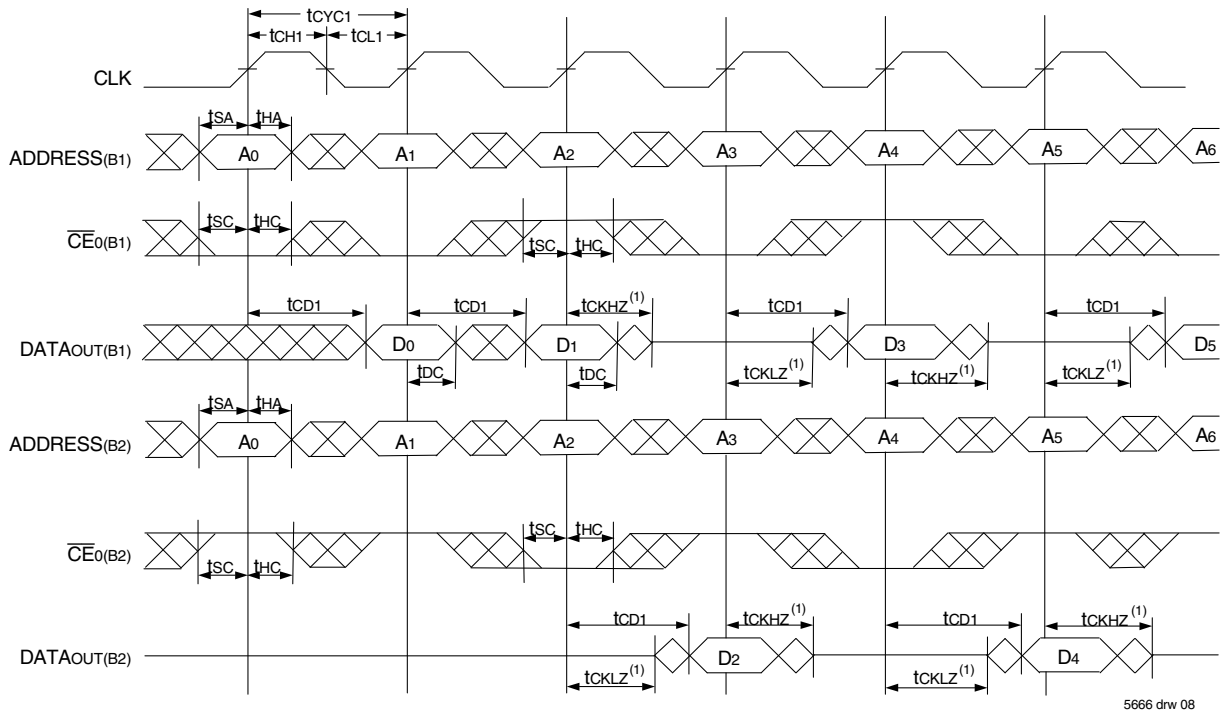 tCYC1
tCH1 tCL1
CLK
tSA tHA
ADDRESS(B1) A0 A1 A2 A3 A4 A5 A6
tSC tHC
CE0(B1)
tSC tHC
tCD1 tCD1 tCKHZ(1) tCD1 tCD1
DATAOUT(B1) D0 D1 D3 D5
tDC tDC tCKLZ(1) tCKHZ(1) tCKLZ(1)
tSA tHA
ADDRESS(B2) A0 A1 A2 A3 A4 A5 A6
tSC tHC
CE0(B2)
tSC tHC
tCD1 tCKHZ(1) tCD1 tCKHZ(1)
DATAOUT(B2) D2 D4
tCKLZ(1) tCKLZ(1)
5666 drw 08